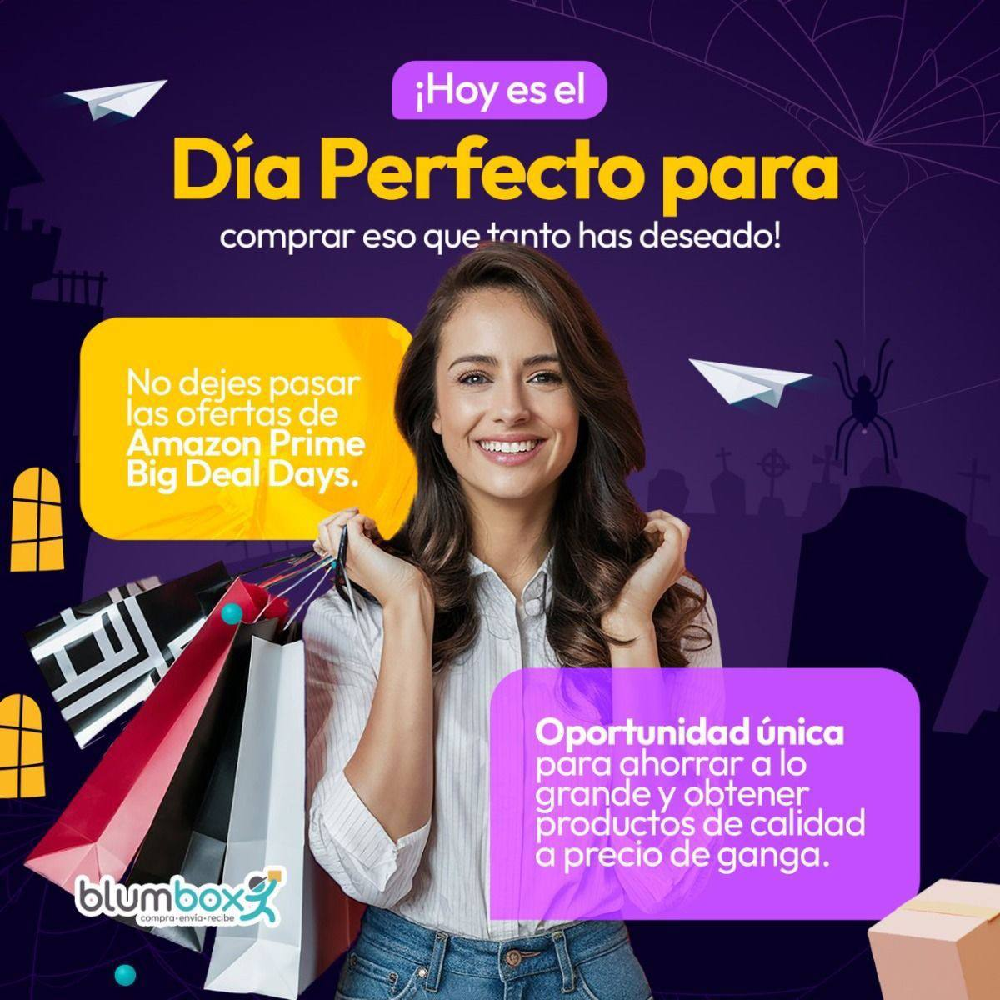 ¡Hoy es el
Día Perfecto para
comprar eso que tanto has deseado!
No dejes pasar
las ofertas de
Amazon Prime
Big Deal Days.
Oportunidad única
para ahorrar a lo
grande y obtener
productos de calidad
a precio de ganga.
blumbox
compra·envía·recibe